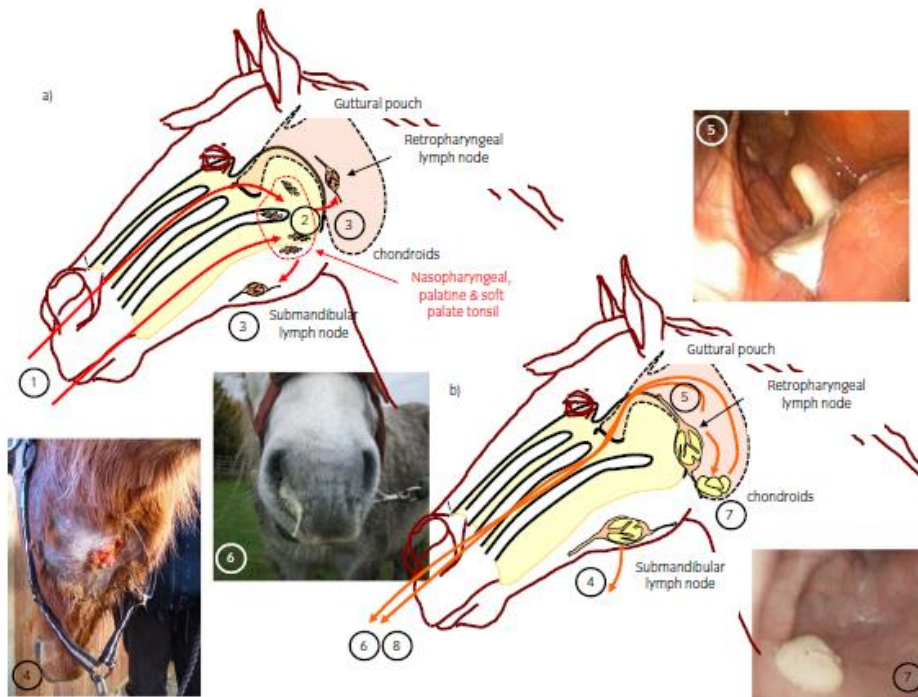 a)
Guttural pouch
Retropharyngeal
lymph node
5
2
3
chondroids
Nasopharyngeal,
palatine & soft
palate tonsil
3
Submandibular
lymph node
1
Guttural pouch
b)
5
Retropharyngeal
lymph node
6
chondroids
7
4
Submandibular
lymph node
4
6 8
7